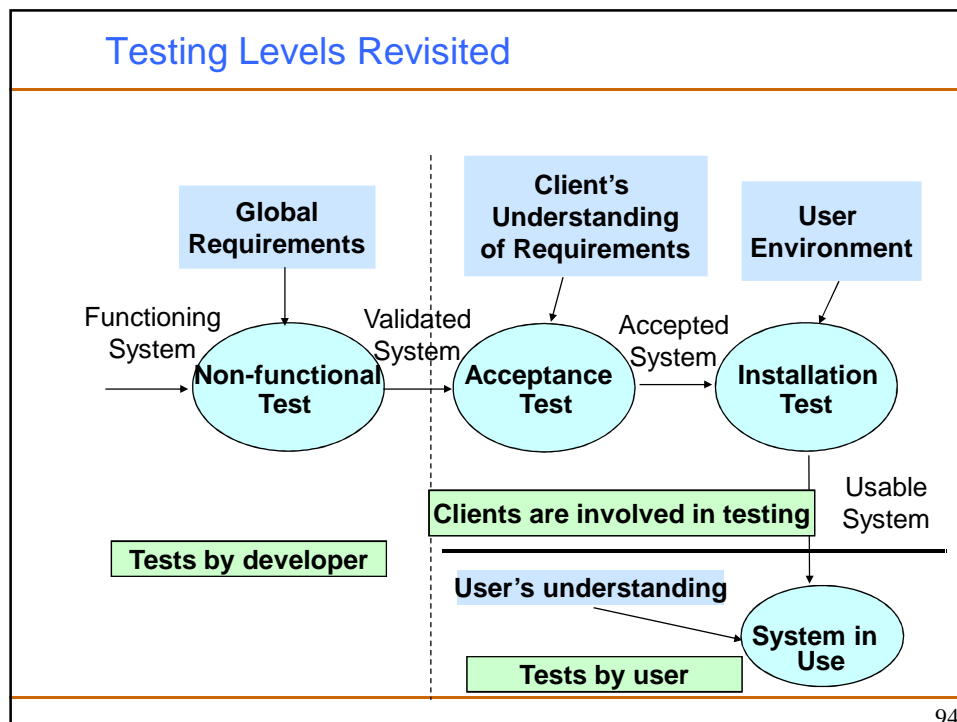 Testing Levels Revisited
Global
Requirements
Client’s
Understanding
of Requirements
User
Environment
Functioning
System
Validated
System
Accepted
System
Non-functional
Test
Acceptance
Test
Installation
Test
Clients are involved in testing
Usable
System
Tests by developer
User’s understanding
System in
Use
Tests by user
94